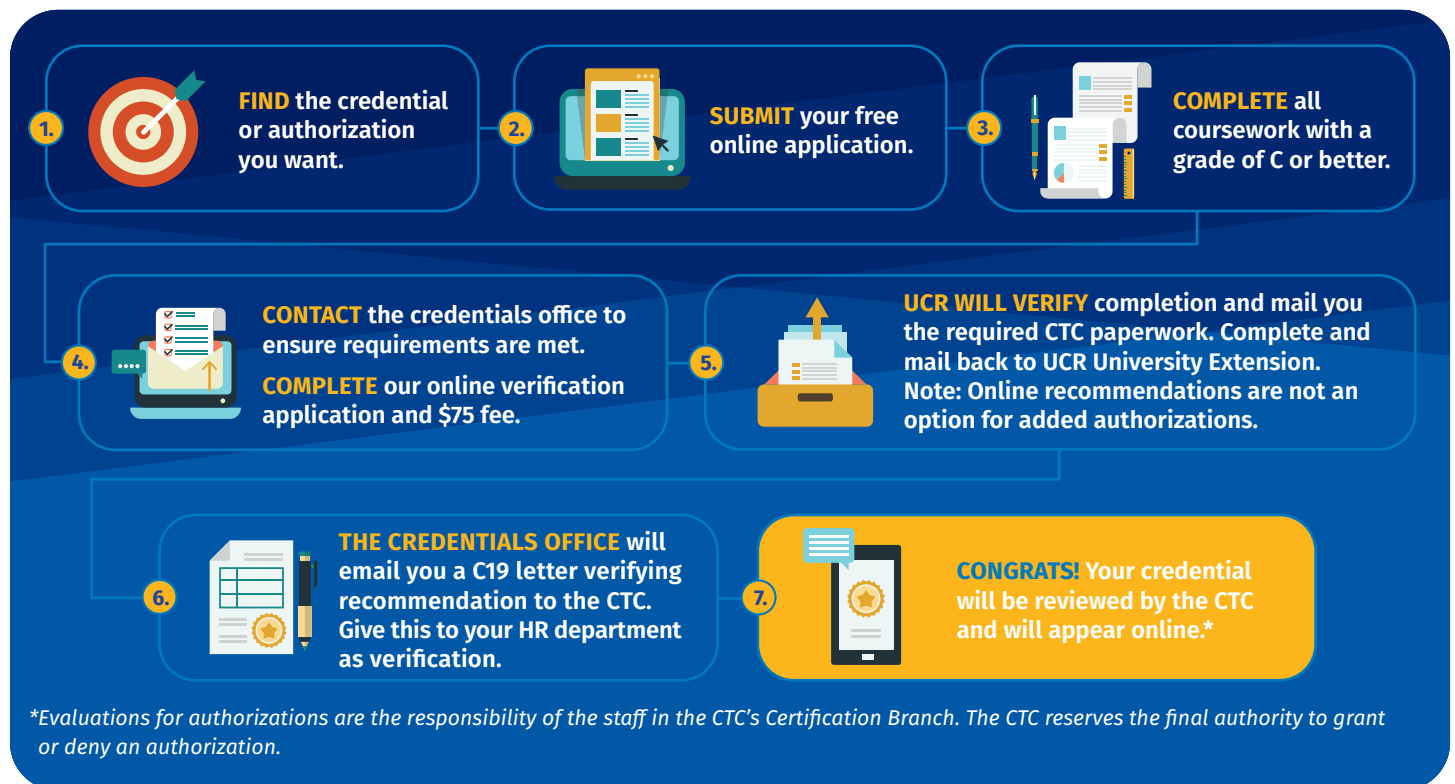 1.
FIND the credential
or authorization
you want.
2.
SUBMIT your free
online application.
3.
COMPLETE all
coursework with a
grade of C or better.
4.
CONTACT the credentials office to
ensure requirements are met.
COMPLETE our online verification
application and $75 fee.
5.
UCR WILL VERIFY completion and mail you
the required CTC paperwork. Complete and
mail back to UCR University Extension.
Note: Online recommendations are not an
option for added authorizations.
6.
THE CREDENTIALS OFFICE will
email you a C19 letter verifying
recommendation to the CTC.
Give this to your HR department
as verification.
7.
CONGRATS! Your credential
will be reviewed by the CTC
and will appear online.*
*Evaluations for authorizations are the responsibility of the staff in the CTC's Certification Branch. The CTC reserves the final authority to grant
or deny an authorization.